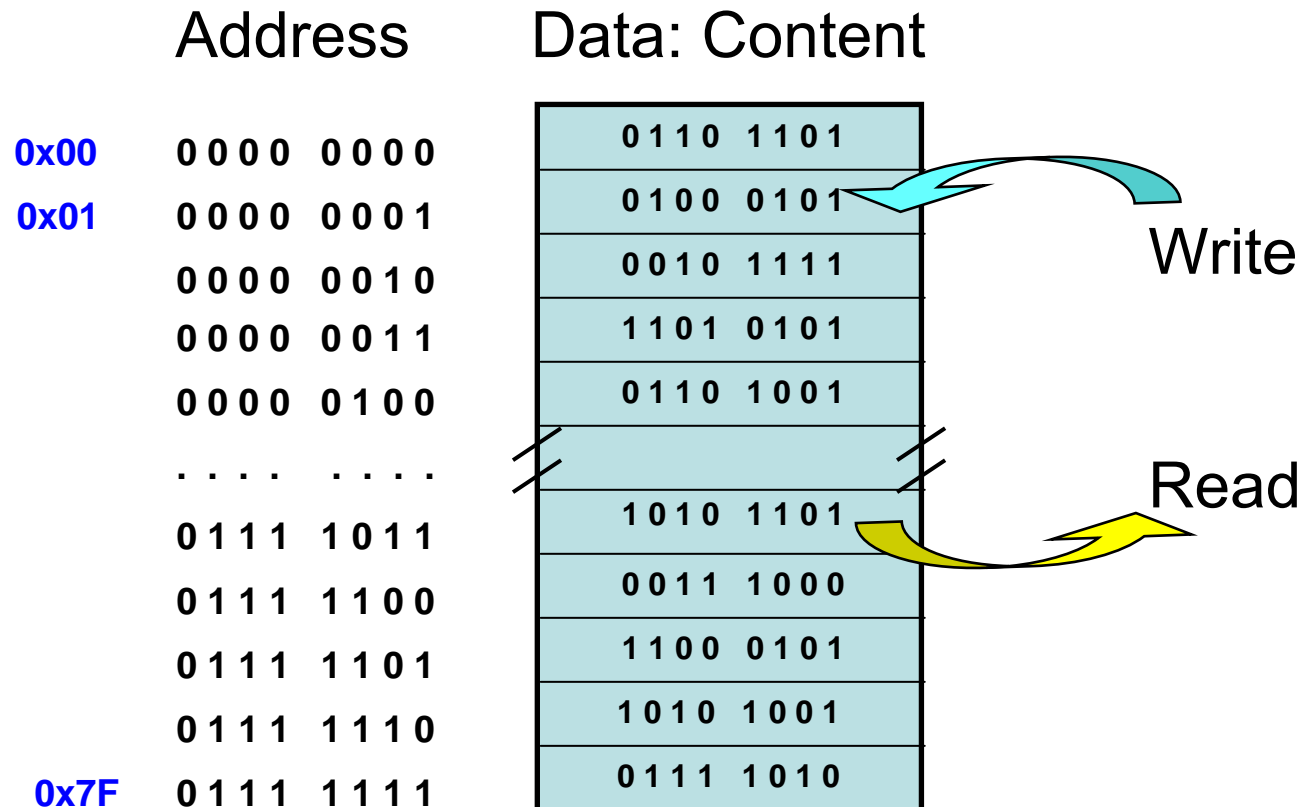 Address Data: Content
0x00 0000 0000 0110 1101
0x01 0000 0001 0100 0101
Write
0000 0010 0010 1111
0000 0011 1101 0101
0000 0100 0110 1001
. . . . . . . .
Read
0111 1011 1010 1101
0111 1100 0011 1000
0111 1101 1100 0101
0111 1110 1010 1001
0x7F 0111 1111 0111 1010